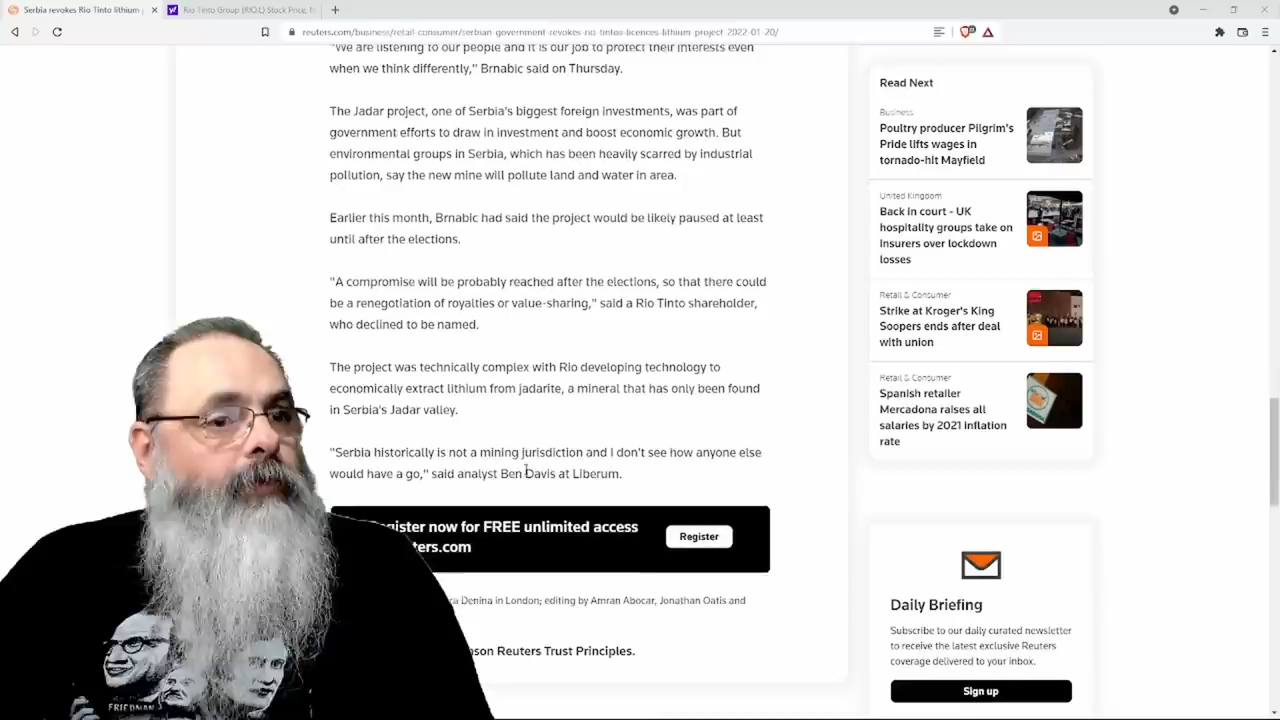 Serbia revokes Rio Tinto lithium
Rio Tinto Group (RIO.L) Stock Price,
reuters.com/business/retail-consumer/serbian-government-revokes-rio-tintos-licences-lithium-project-2022-01-20/
"We are listening to our people and it is our job to protect their interests even
when we think differently," Brnabic said on Thursday.
The Jadar project, one of Serbia's biggest foreign investments, was part of
government efforts to draw in investment and boost economic growth. But
environmental groups in Serbia, which has been heavily scarred by industrial
pollution, say the new mine will pollute land and water in area.
Earlier this month, Brnabic had said the project would be likely paused at least
until after the elections.
"A compromise will be probably reached after the elections, so that there could
be a renegotiation of royalties or value-sharing," said a Rio Tinto shareholder,
who declined to be named.
The project was technically complex with Rio developing technology to
economically extract lithium from jadarite, a mineral that has only been found
in Serbia's Jadar valley.
"Serbia historically is not a mining jurisdiction and I don't see how anyone else
would have a go," said analyst Ben Davis at Liberum.
gister now for FREE unlimited access
ters.com
Register
ra Denina in London; editing by Amran Abocar, Jonathan Oatis and
mson Reuters Trust Principles.
Read Next
Business
Poultry producer Pilgrim's
Pride lifts wages in
tornado-hit Mayfield
United Kingdom
Back in court - UK
hospitality groups take on
insurers over lockdown
losses
Retail & Consumer
Strike at Kroger's King
Soopers ends after deal
with union
Retail & Consumer
Spanish retailer
Mercadona raises all
salaries by 2021 inflation
rate
Daily Briefing
Subscribe to our daily curated newsletter
to receive the latest exclusive Reuters
coverage delivered to your inbox.
Sign up
FRIEDMAN